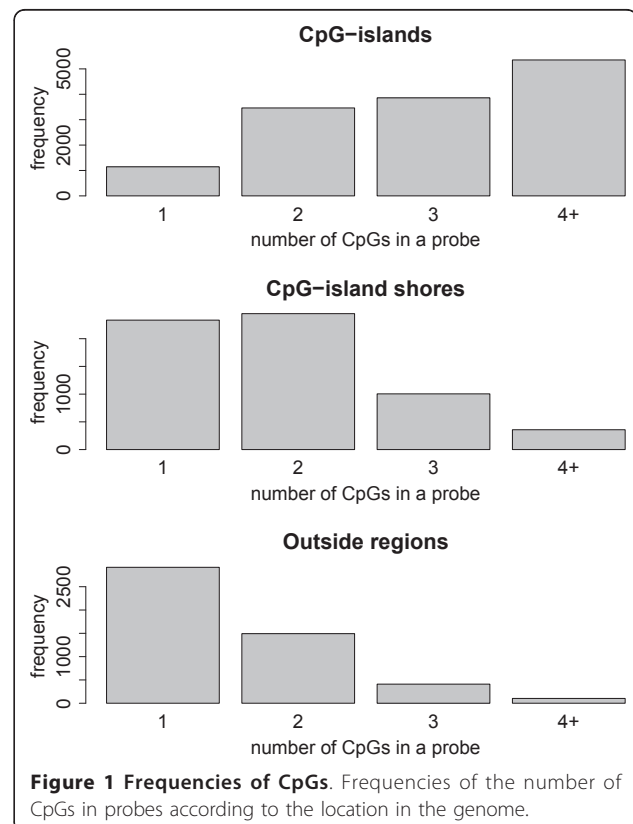 CpG−islands
frequency
5000
2000
0
1
2
3
4+
number of CpGs in a probe
CpG−island shores
frequency
1000
0
1
2
3
4+
number of CpGs in a probe
Outside regions
frequency
2500
1000
0
1
2
3
4+
number of CpGs in a probe
Figure 1 Frequencies of CpGs. Frequencies of the number of
CpGs in probes according to the location in the genome.